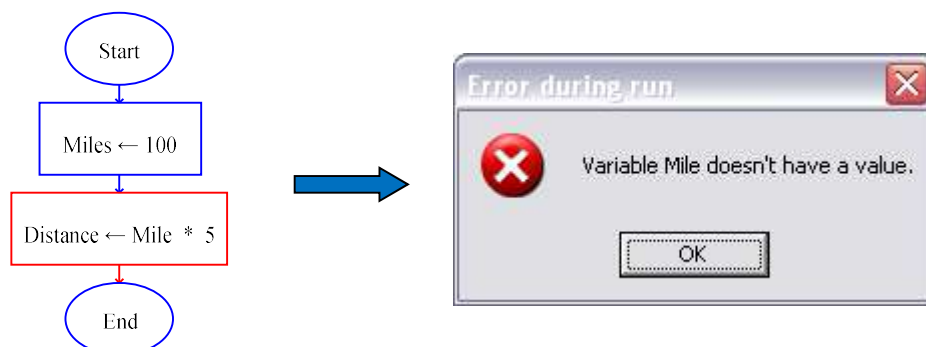 Start
Miles ← 100
Distance ← Mile * 5
End
Error during run
Variable Mile doesn't have a value.
OK